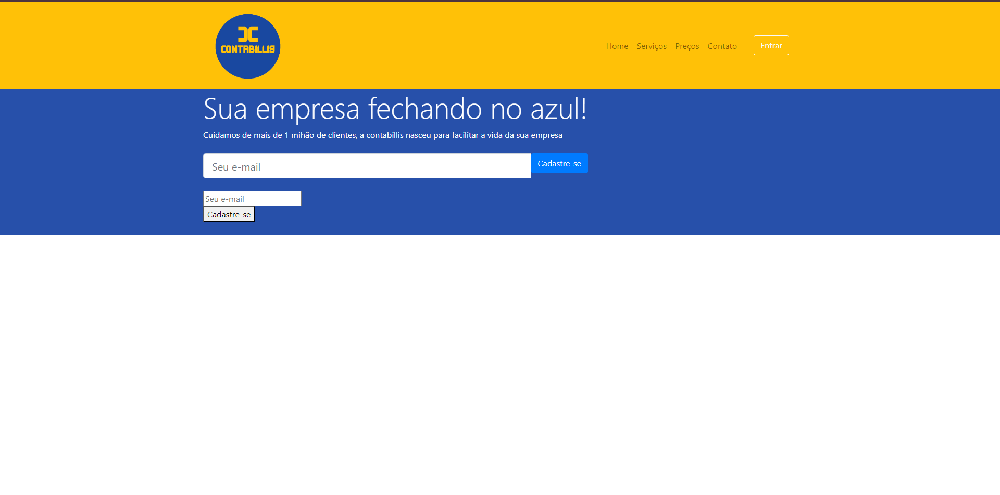 CONTABILLIS
Home Serviços Preços Contato Entrar
Sua empresa fechando no azul!
Cuidamos de mais de 1 mihão de clientes, a contabillis nasceu para facilitar a vida da sua empresa
Seu e-mail Cadastre-se
Seu e-mail
Cadastre-se